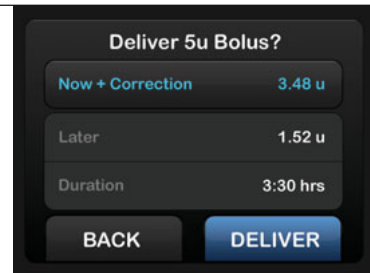 Deliver 5u Bolus?
Now + Correction 3.48 u
Later 1.52 u
Duration 3:30 hrs
BACK DELIVER